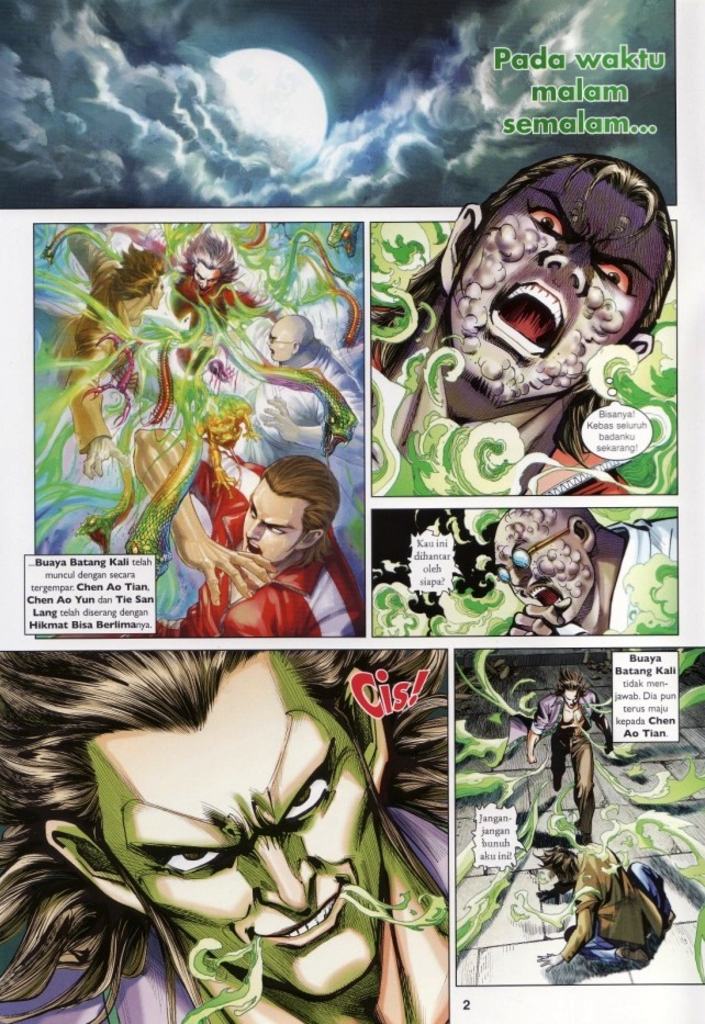 Pada waktu
malam
semalam...
Bisanya!
Kebas seluruh
badanku
sekarang!
...Buaya Batang Kali telah
muncul dengan secara
tergempar. Chen Ao Tian,
Chen Ao Yun dan Tie San
Lang telah diserang dengan
Hikmat Bisa Berlimanya.
Kau ini
dihantar
oleh
siapa?
Cis!
Buaya
Batang Kali
tidak men-
jawab. Dia pun
terus maju
kepada Chen
Ao Tian.
Jangan-
jangan
bunuh
aku ini!
2